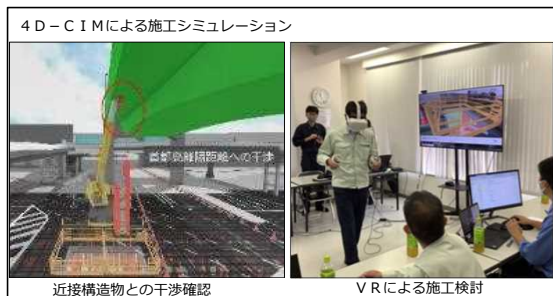 ４Ｄ－ＣＩＭによる施工シミュレーション
首都高離隔距離への干渉
近接構造物との干渉確認
ＶＲによる施工検討